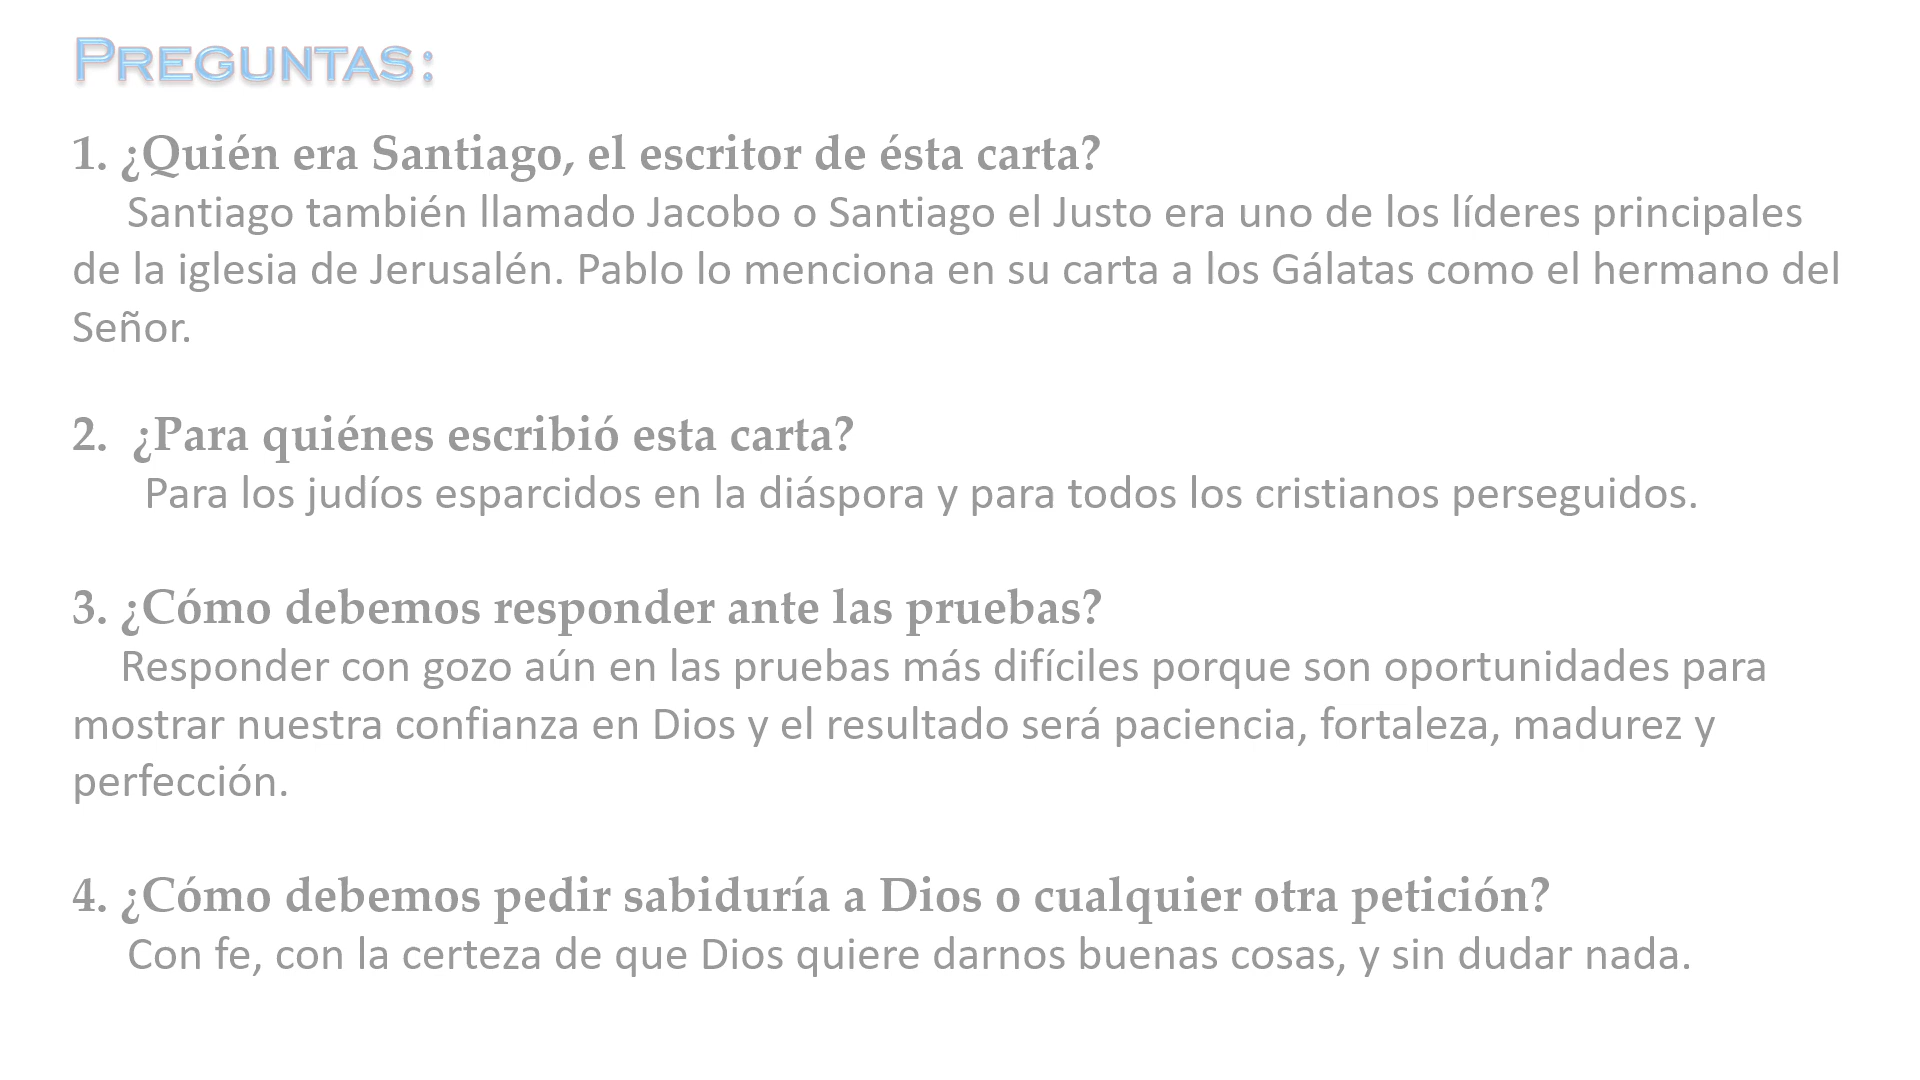 PREGUNTAS:
1. ¿Quién era Santiago, el escritor de ésta carta?
Santiago también llamado Jacobo o Santiago el Justo era uno de los líderes principales
de la iglesia de Jerusalén. Pablo lo menciona en su carta a los Gálatas como el hermano del
Señor.
2. ¿Para quiénes escribió esta carta?
Para los judíos esparcidos en la diáspora y para todos los cristianos perseguidos.
3. ¿Cómo debemos responder ante las pruebas?
Responder con gozo aún en las pruebas más difíciles porque son oportunidades para
mostrar nuestra confianza en Dios y el resultado será paciencia, fortaleza, madurez y
perfección.
4. ¿Cómo debemos pedir sabiduría a Dios o cualquier otra petición?
Con fe, con la certeza de que Dios quiere darnos buenas cosas, y sin dudar nada.